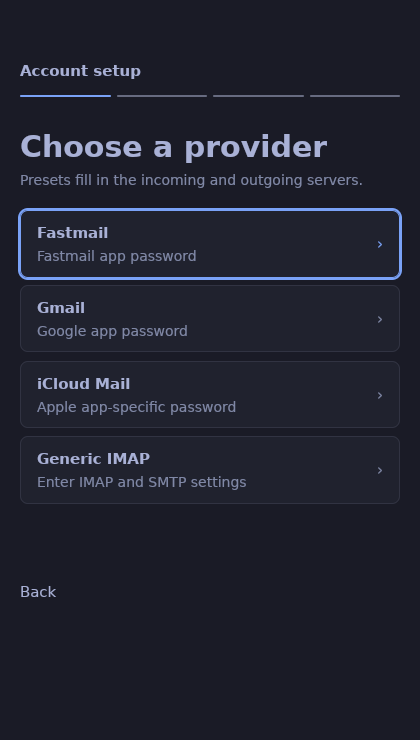 Account setup
Choose a provider
Presets fill in the incoming and outgoing servers.
Fastmail
Fastmail app password
Gmail
Google app password
iCloud Mail
Apple app-specific password
Generic IMAP
Enter IMAP and SMTP settings
Back